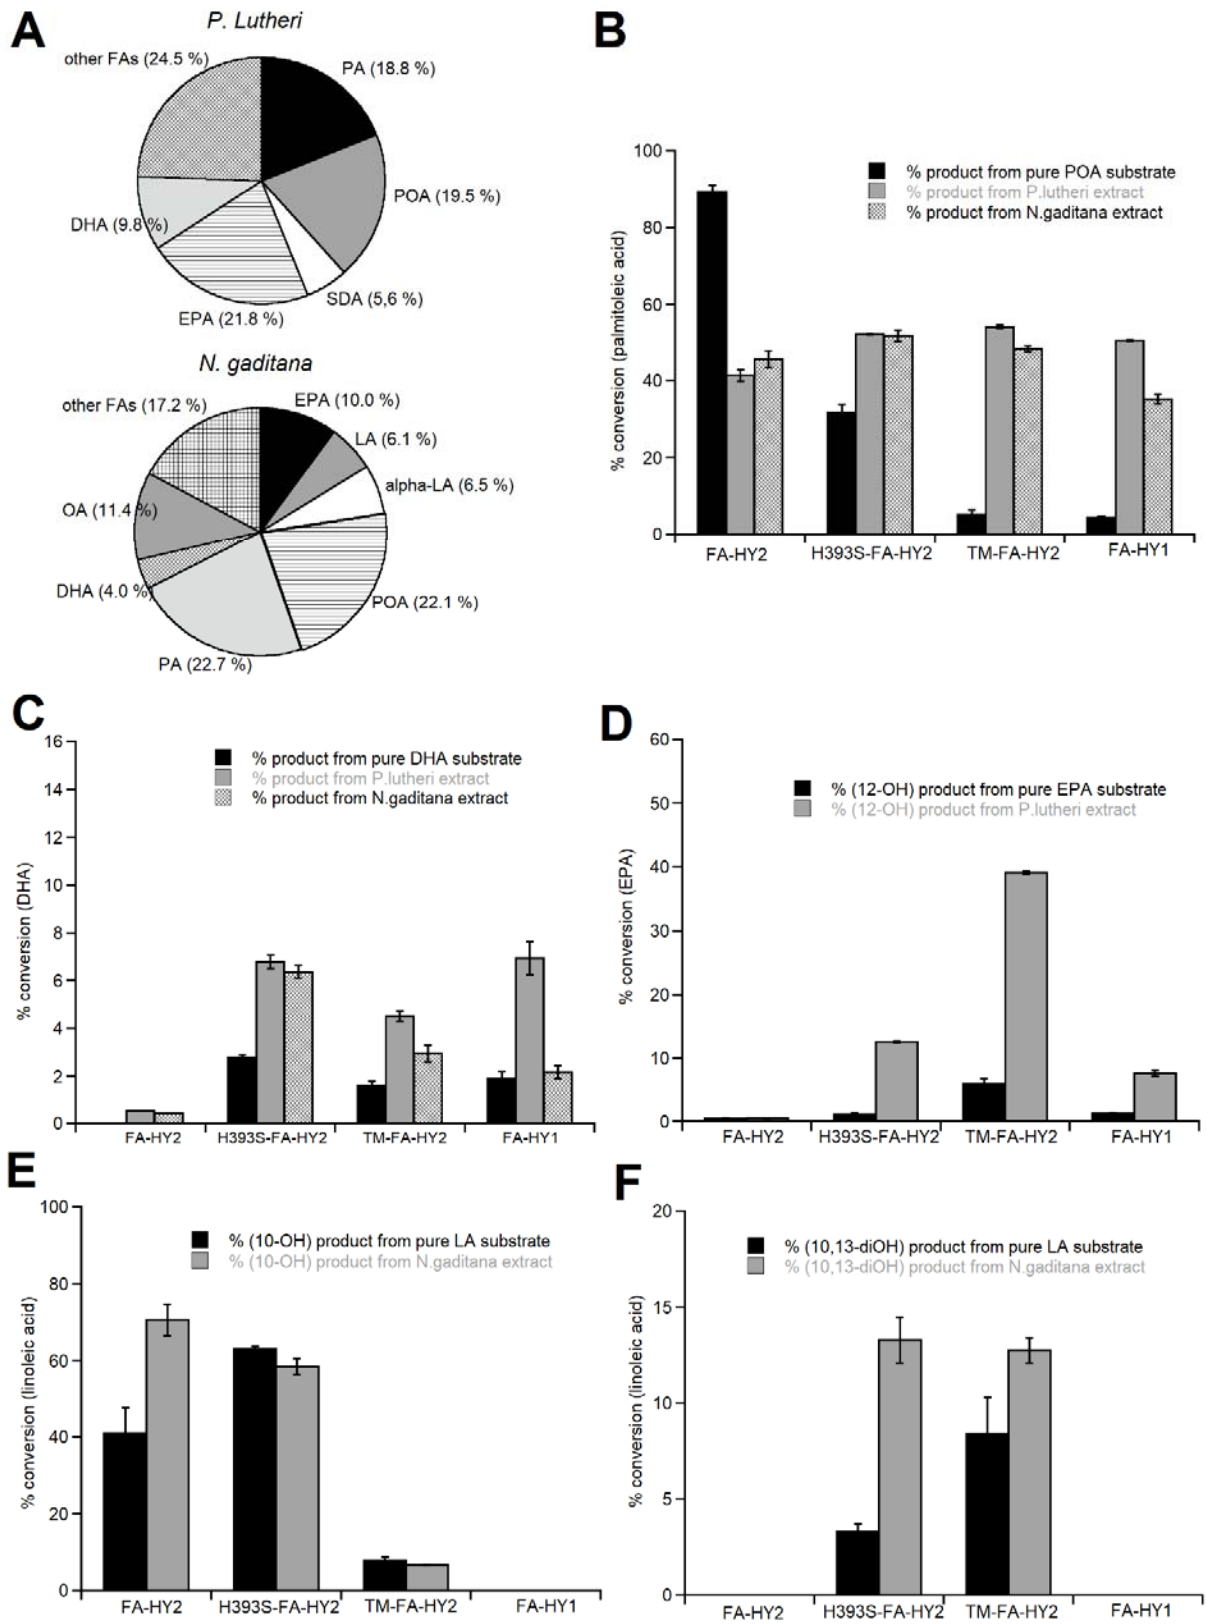 A
P. Lutheri
other FAs (24.5 %)
PA (18.8 %)
POA (19.5 %)
DHA (9.8 %)
SDA (5,6 %)
EPA (21.8 %)
N. gaditana
other FAs (17.2 %)
EPA (10.0 %)
LA (6.1 %)
alpha-LA (6.5 %)
OA (11.4 %)
DHA (4.0 %)
POA (22.1 %)
PA (22.7 %)
B
% product from pure POA substrate
% product from P.lutheri extract
% product from N.gaditana extract
% conversion (palmitoleic acid)
100
80
60
40
20
0
FA-HY2 H393S-FA-HY2 TM-FA-HY2 FA-HY1
C
% product from pure DHA substrate
% product from P.lutheri extract
% product from N.gaditana extract
% conversion (DHA)
16
14
12
10
8
6
4
2
0
FA-HY2 H393S-FA-HY2 TM-FA-HY2 FA-HY1
D
% (12-OH) product from pure EPA substrate
% (12-OH) product from P.lutheri extract
% conversion (EPA)
60
50
40
30
20
10
0
FA-HY2 H393S-FA-HY2 TM-FA-HY2 FA-HY1
E
% (10-OH) product from pure LA substrate
% (10-OH) product from N.gaditana extract
% conversion (linoleic acid)
100
80
60
40
20
0
FA-HY2 H393S-FA-HY2 TM-FA-HY2 FA-HY1
F
% (10,13-diOH) product from pure LA substrate
% (10,13-diOH) product from N.gaditana extract
% conversion (linoleic acid)
20
15
10
5
0
FA-HY2 H393S-FA-HY2 TM-FA-HY2 FA-HY1